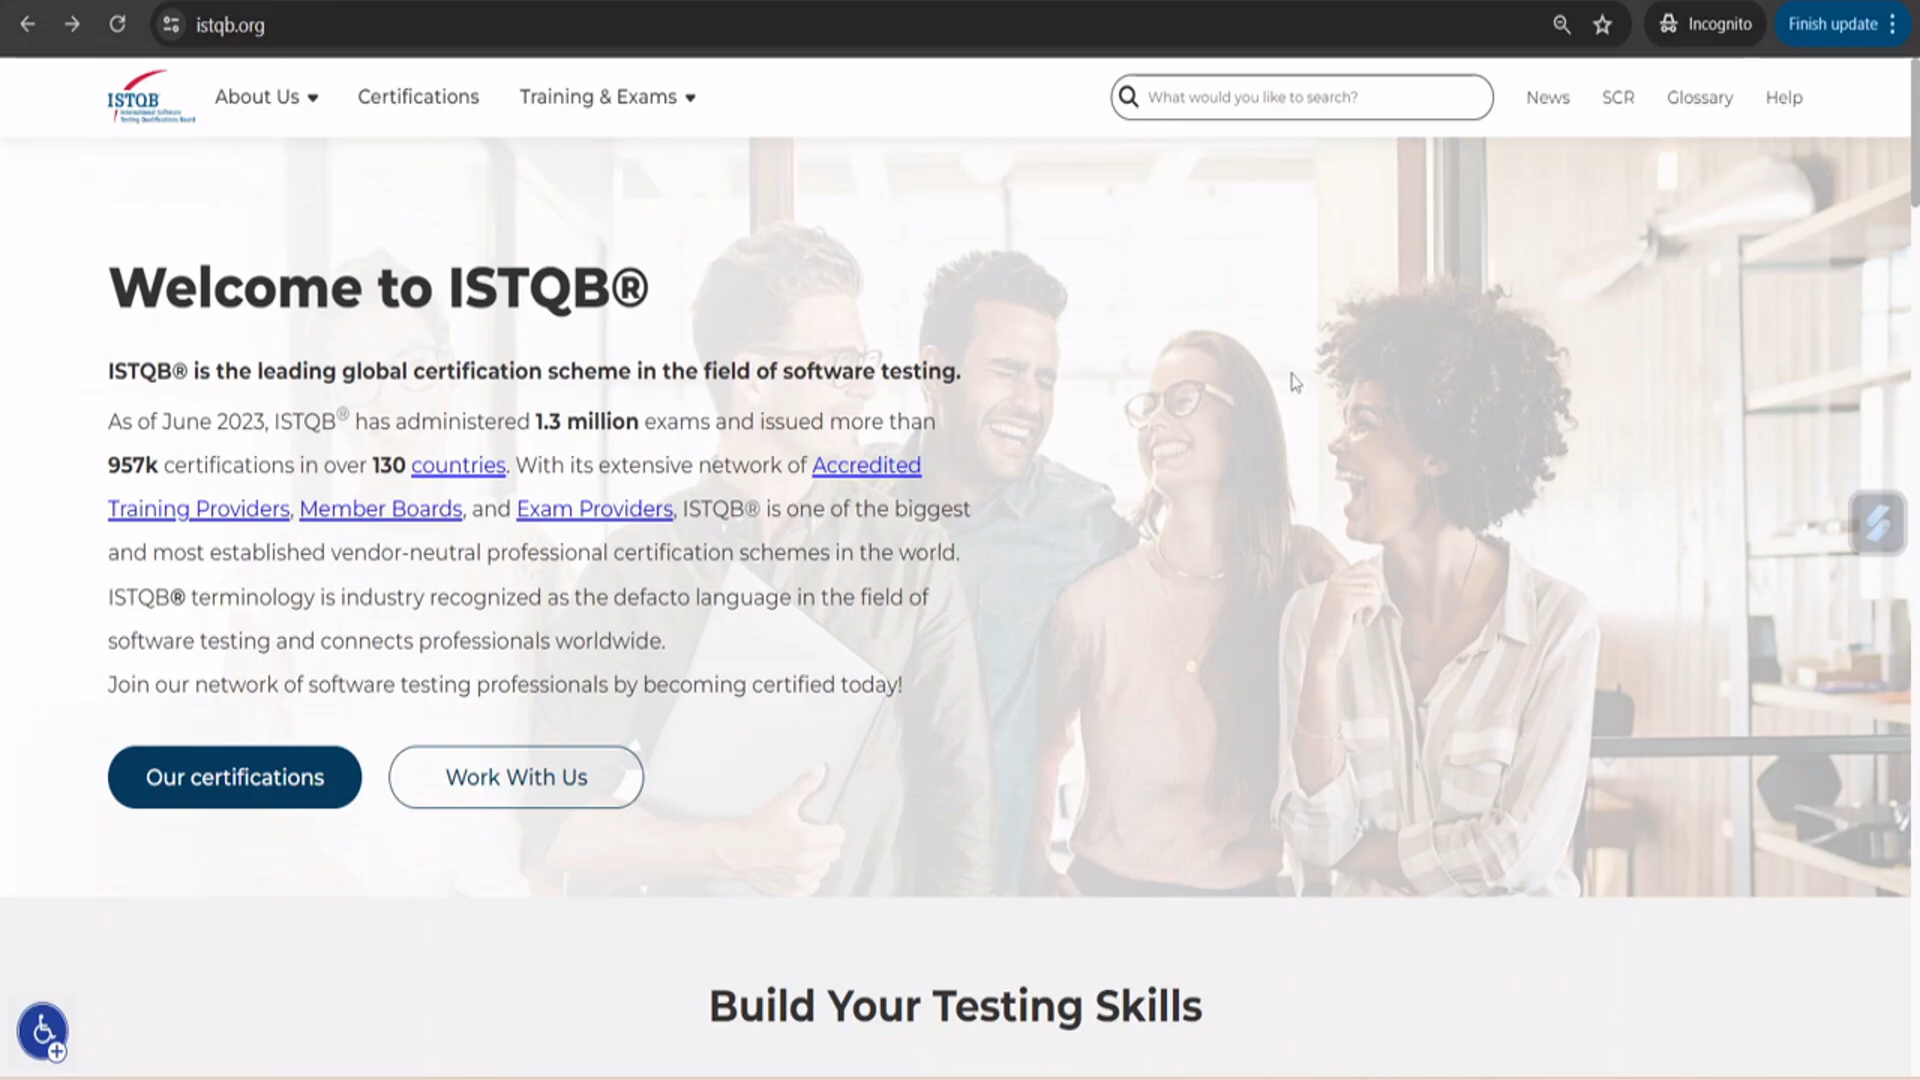 istqb.org
Incognito
Finish update
ISTQB
International Software
Testing Qualifications Board
About Us
Certifications
Training & Exams
What would you like to search?
News
SCR
Glossary
Help
Welcome to ISTQB®
ISTQB® is the leading global certification scheme in the field of software testing.
As of June 2023, ISTQB® has administered 1.3 million exams and issued more than
957k certifications in over 130 countries. With its extensive network of Accredited
Training Providers, Member Boards, and Exam Providers, ISTQB® is one of the biggest
and most established vendor-neutral professional certification schemes in the world.
ISTQB® terminology is industry recognized as the defacto language in the field of
software testing and connects professionals worldwide.
Join our network of software testing professionals by becoming certified today!
Our certifications
Work With Us
Build Your Testing Skills